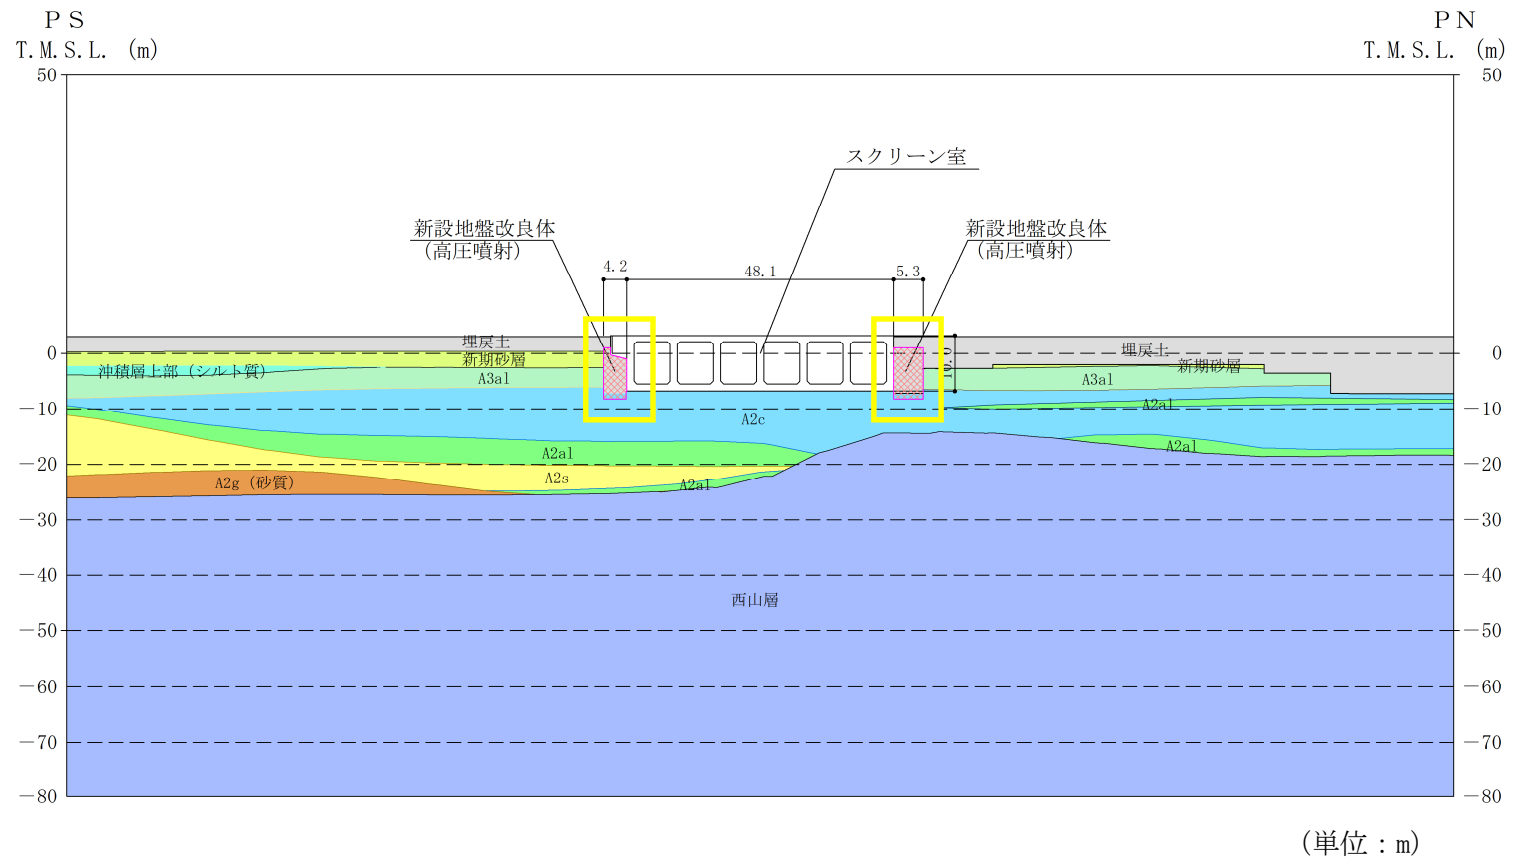 ＰＳ
ＰＮ
T.M.S.L. (m)
T.M.S.L. (m)
50
50
スクリーン室
新設地盤改良体
(高圧噴射)
新設地盤改良体
(高圧噴射)
4.2
48.1
5.3
埋戻土
埋戻土
10.0
0
0
新期砂層
新期砂層
沖積層上部（シルト質）
A3al
A3al
－10
－10
A2c
A2al
A2al
A2al
－20
－20
A2g（砂質）
A2s
A2al
－30
－30
－40
－40
西山層
－50
－50
－60
－60
－70
－70
－80
－80
(単位：m)